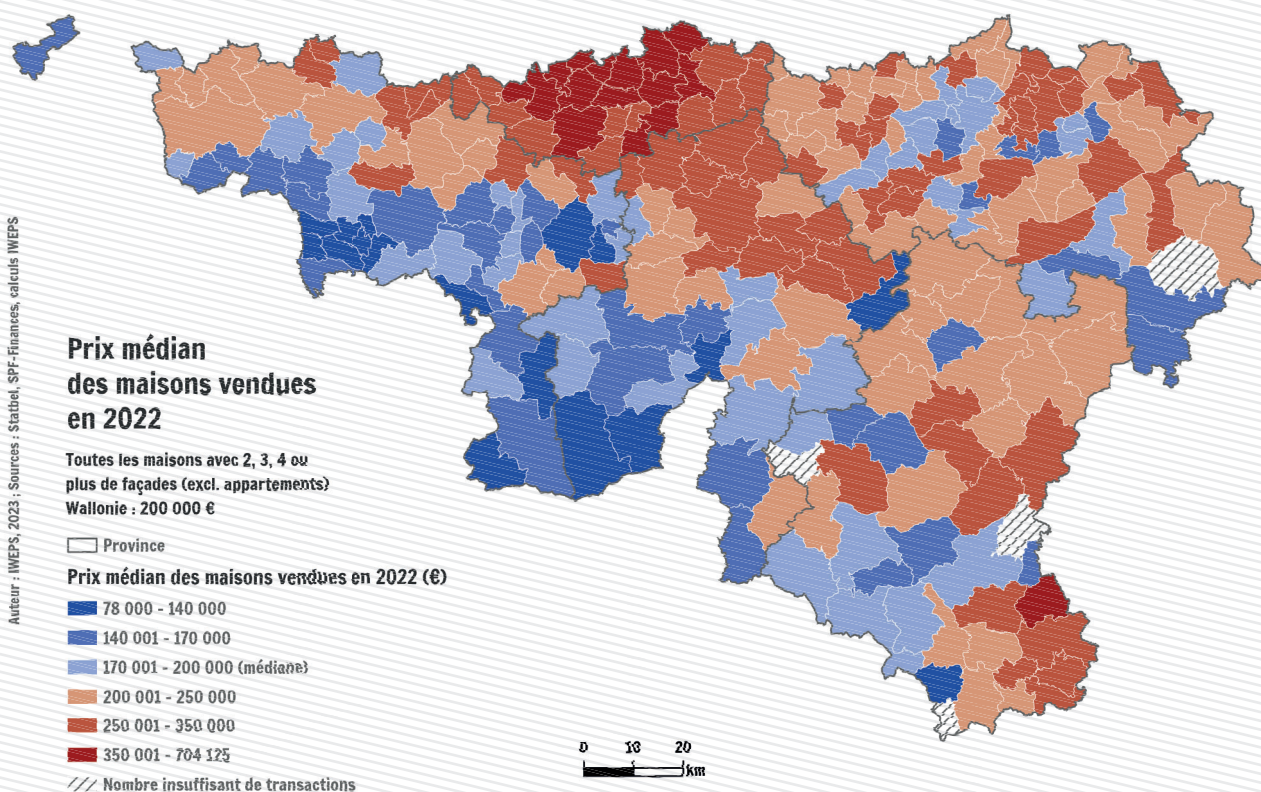 Auteur : IWEPS, 2023 ; Sources : Statbel, SPF-Finances, calculs IWEPS
Prix médian
des maisons vendues
en 2022
Toutes les maisons avec 2, 3, 4 ou
plus de façades (excl. appartements)
Wallonie : 200 000 €
Province
Prix médian des maisons vendues en 2022 (€)
78 000 - 140 000
140 001 - 170 000
170 001 - 200 000 (médiane)
200 001 - 250 000
250 001 - 350 000
350 001 - 704 125
Nombre insuffisant de transactions
0 10 20
km